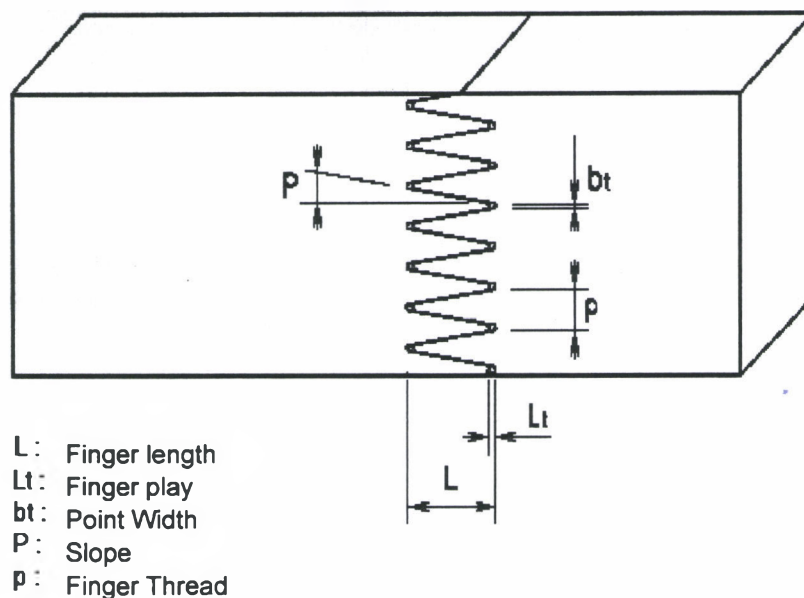 P
bt
p
Lt
L
L: Finger length
Lt: Finger play
bt: Point Width
P: Slope
p: Finger Thread